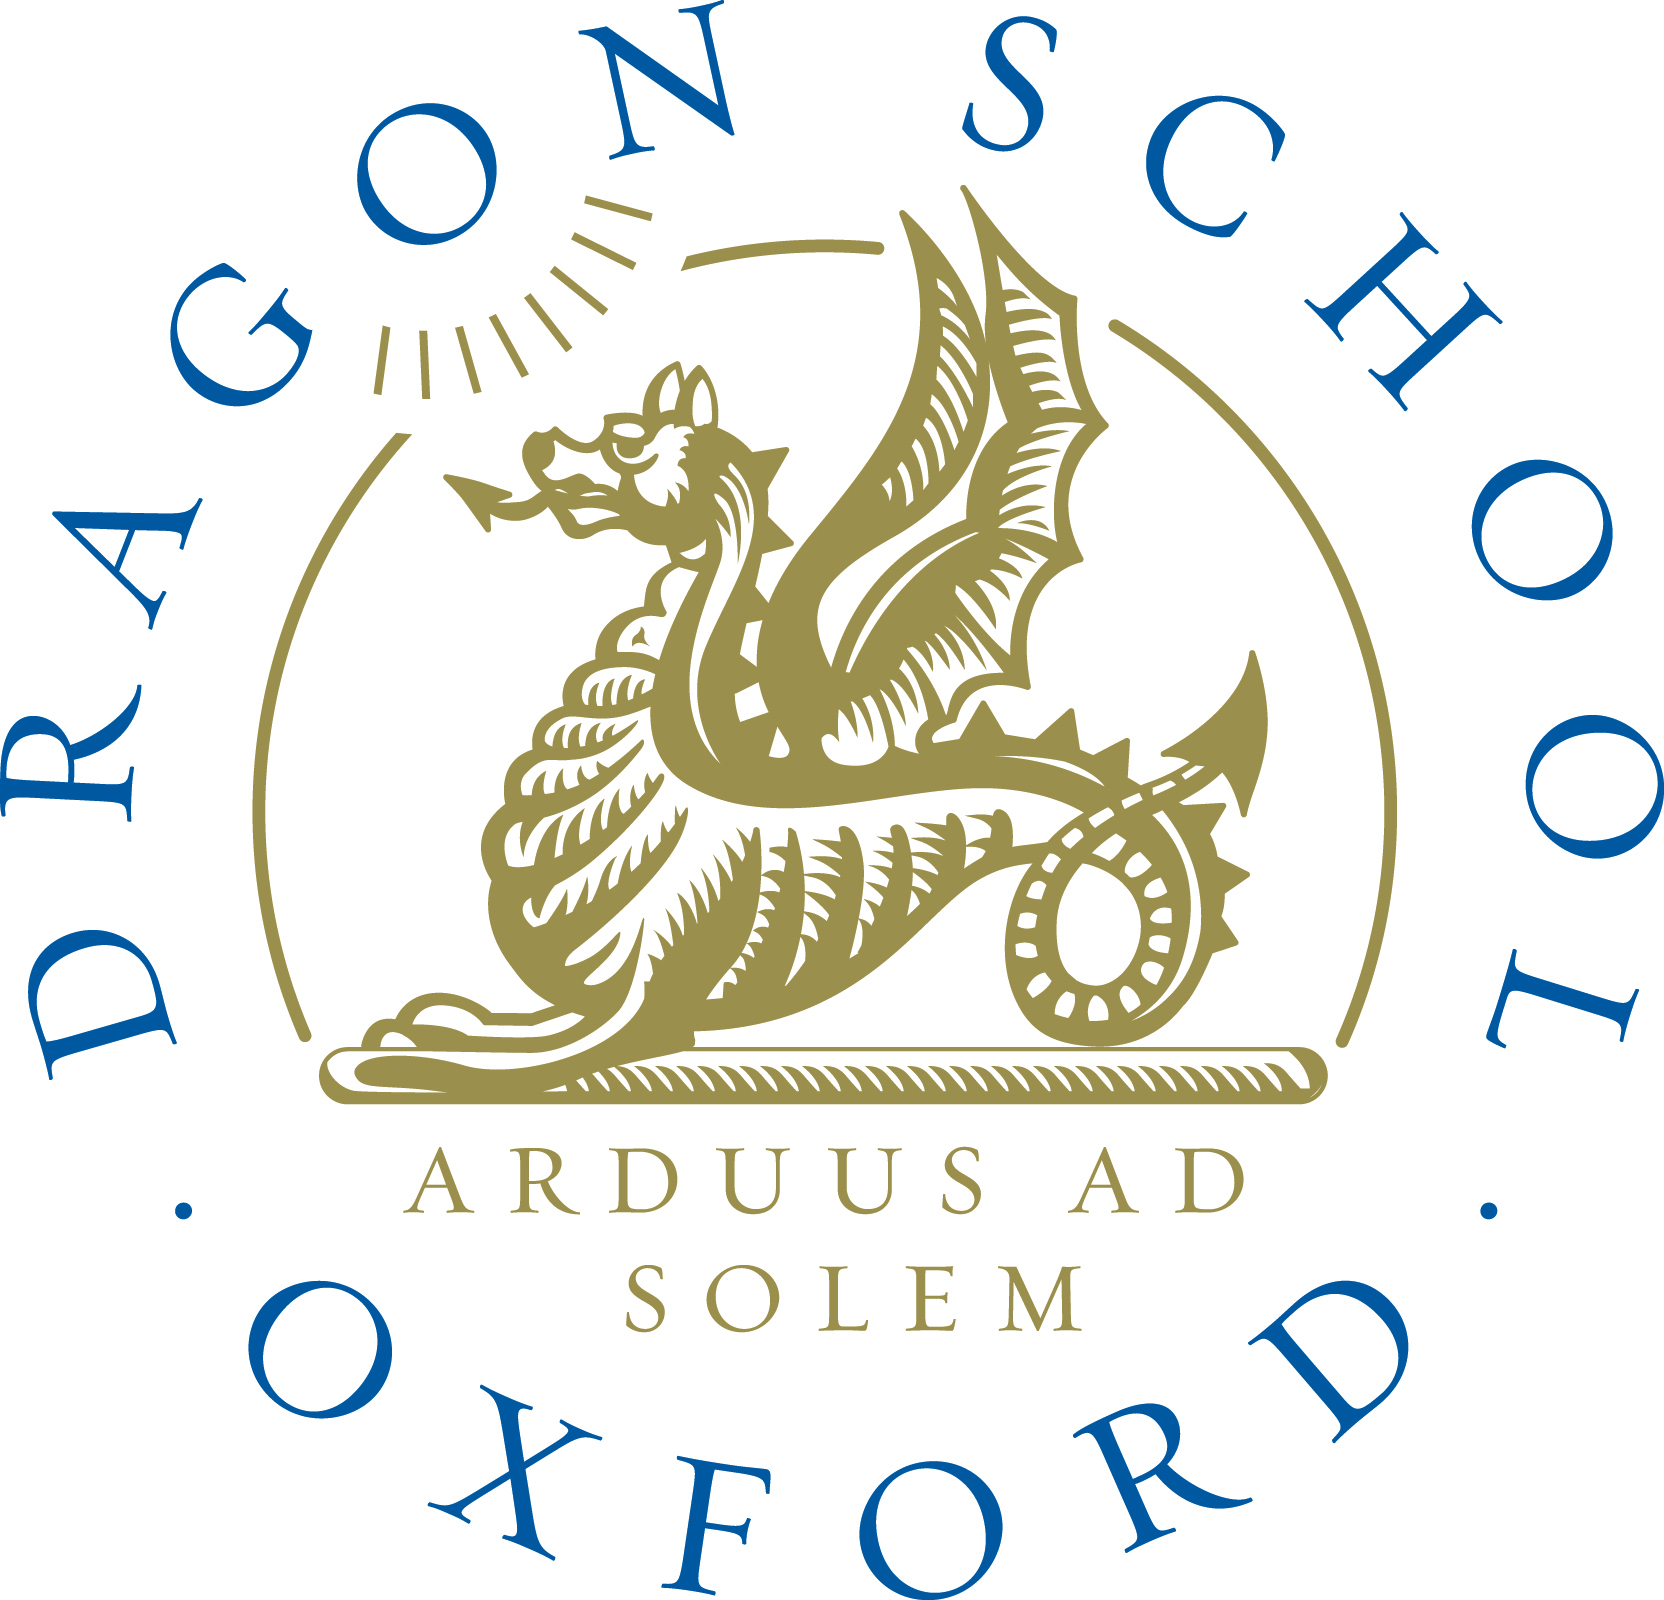 DRAGON SCHOOL
ARDUUS AD
SOLEM
· OXFORD ·